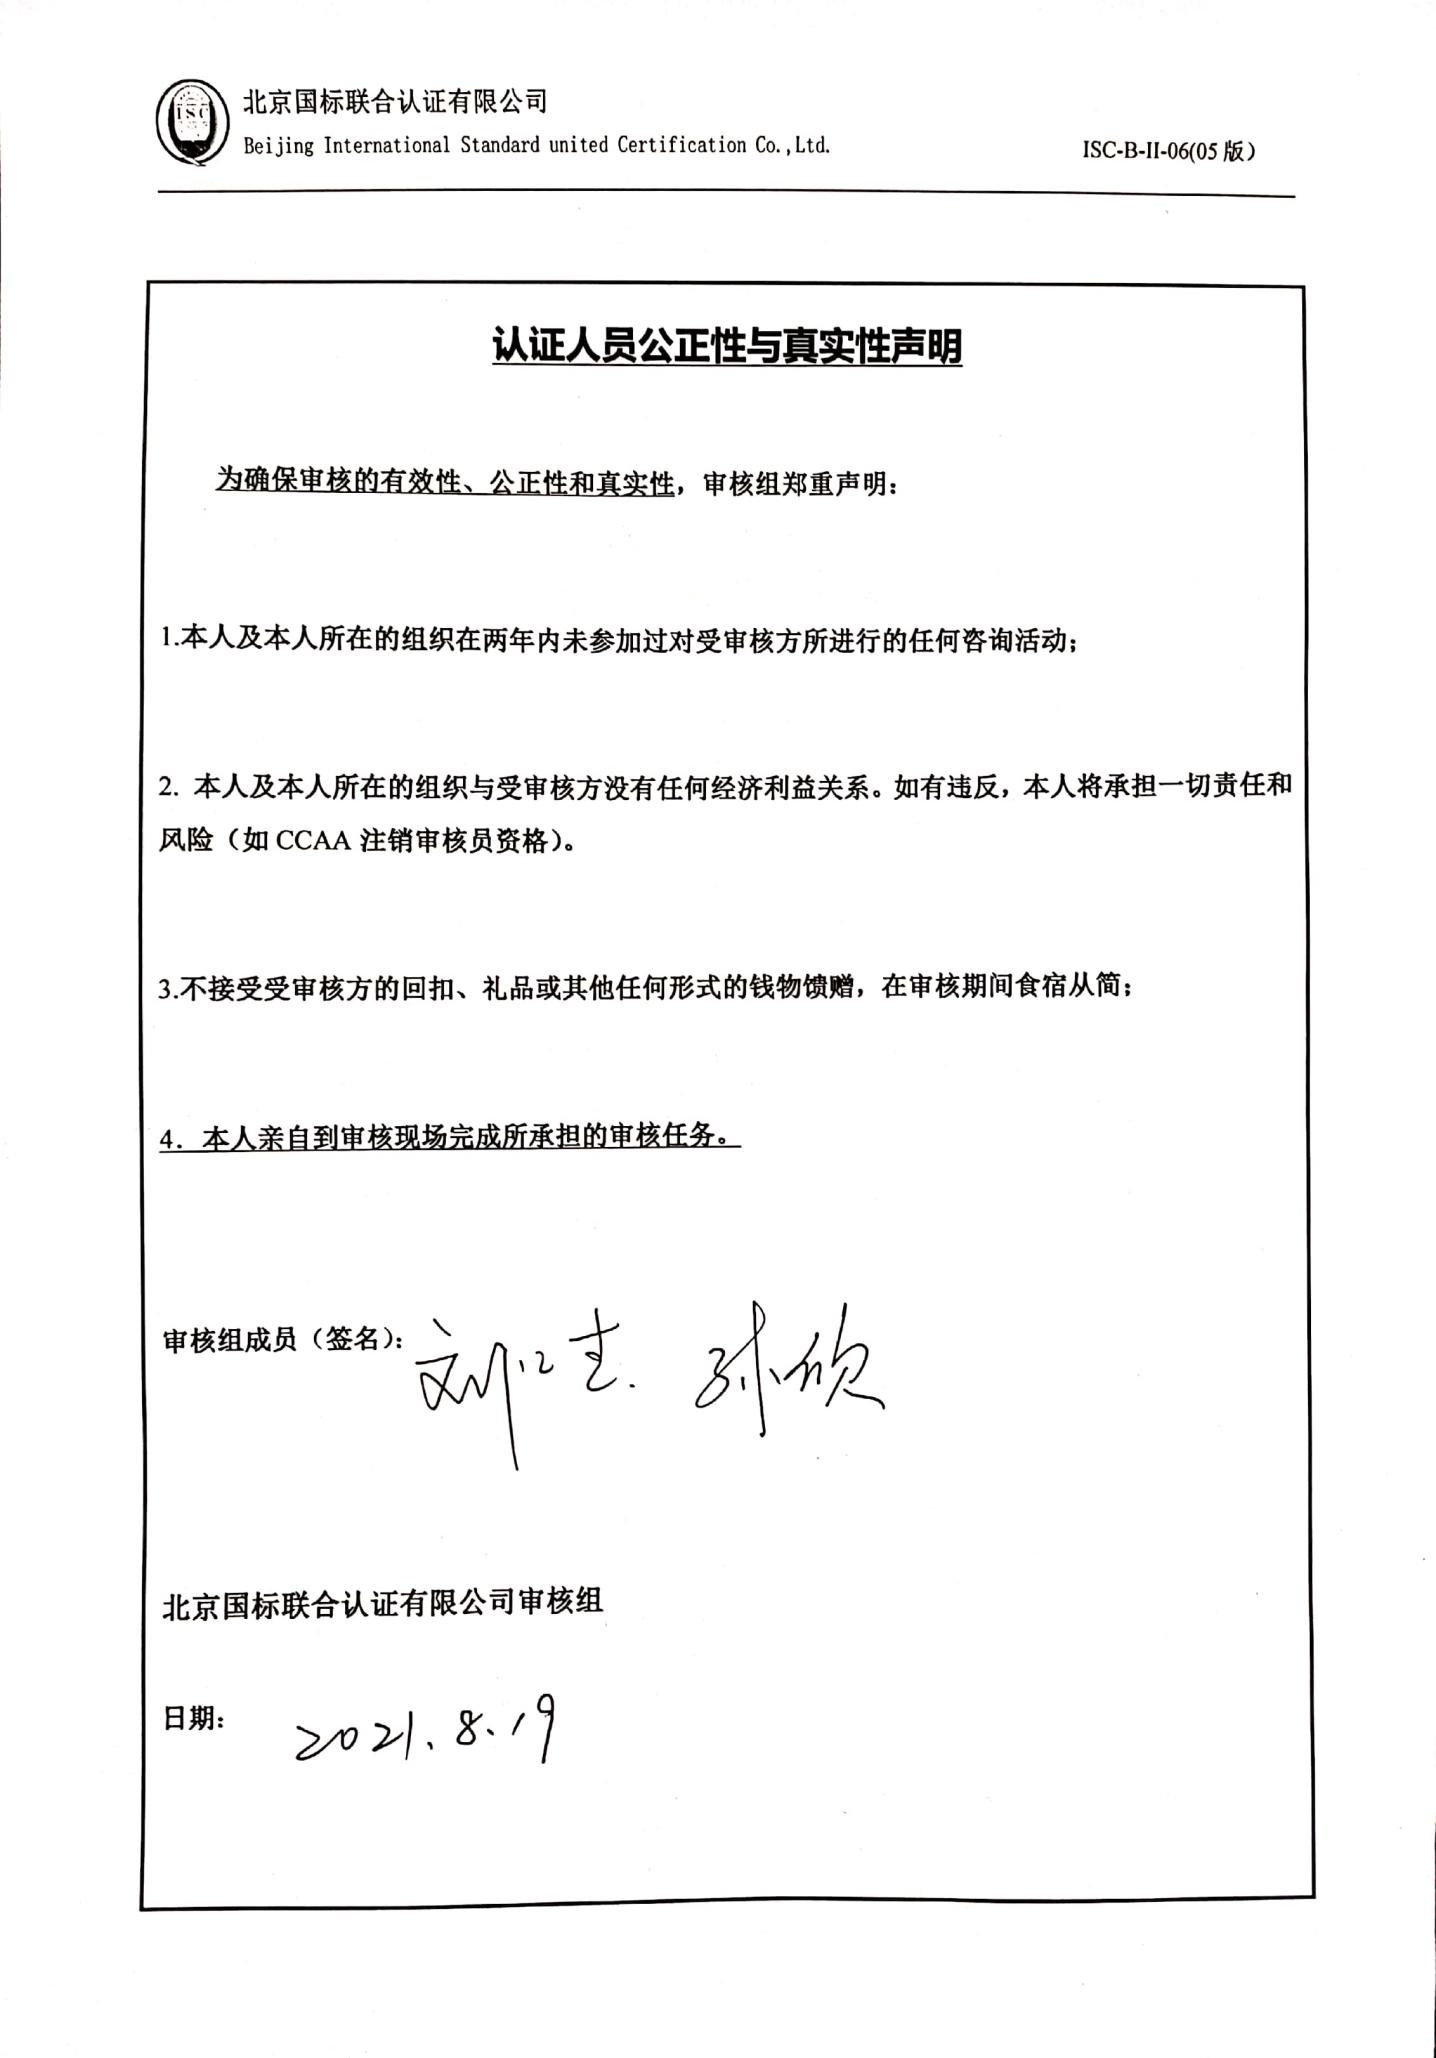 ISC
北京国标联合认证有限公司
Beijing International Standard united Certification Co.,Ltd.
ISC-B-II-06(05 版)
认证人员公正性与真实性声明
为确保审核的有效性、公正性和真实性，审核组郑重声明：
1.本人及本人所在的组织在两年内未参加过对受审核方所进行的任何咨询活动；
2. 本人及本人所在的组织与受审核方没有任何经济利益关系。如有违反，本人将承担一切责任和
风险（如 CCAA 注销审核员资格）。
3.不接受受审核方的回扣、礼品或其他任何形式的钱物馈赠，在审核期间食宿从简；
4．本人亲自到审核现场完成所承担的审核任务。
审核组成员（签名）： 孙欣
北京国标联合认证有限公司审核组
日期： 2021.8.19